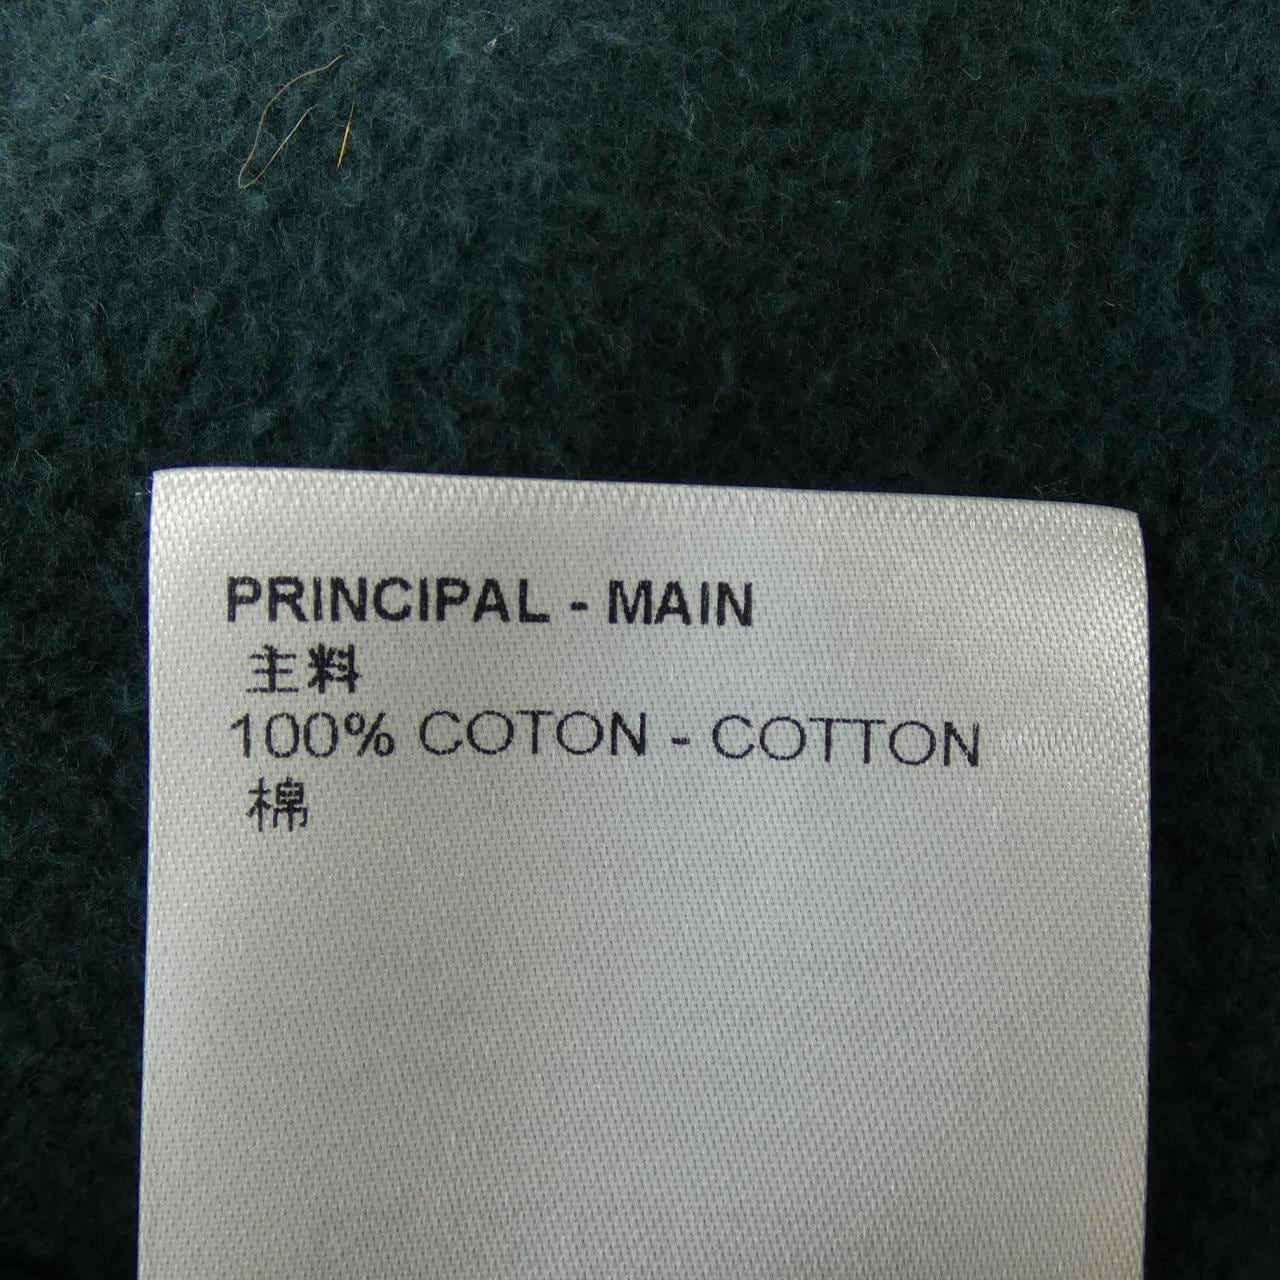 PRINCIPAL - MAIN
主料
100% COTON - COTTON
棉